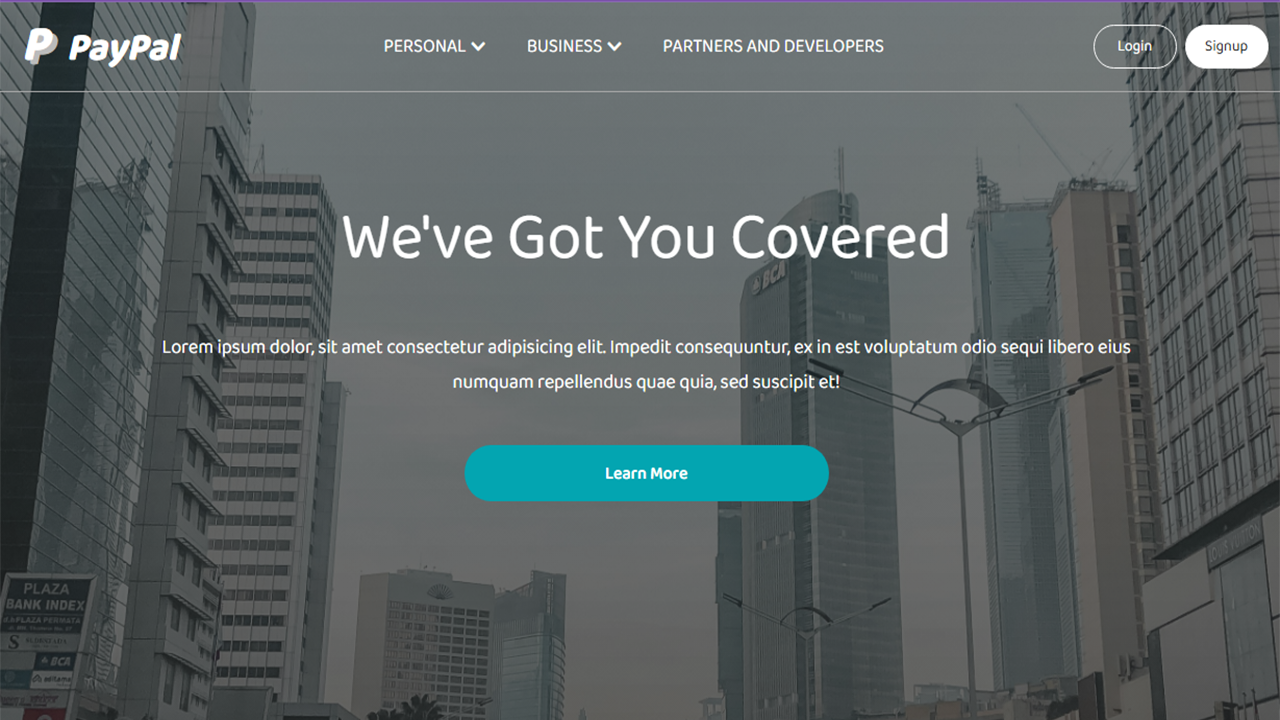 PayPal
PERSONAL
BUSINESS
PARTNERS AND DEVELOPERS
Login
Signup
We've Got You Covered
BCA
Lorem ipsum dolor, sit amet consectetur adipisicing elit. Impedit consequuntur, ex in est voluptatum odio sequi libero eius
numquam repellendus quae quia, sed suscipit et!
Learn More
LOUIS VUITTON
PLAZA
BANK INDEX
PLAZA PERMATA
BCA